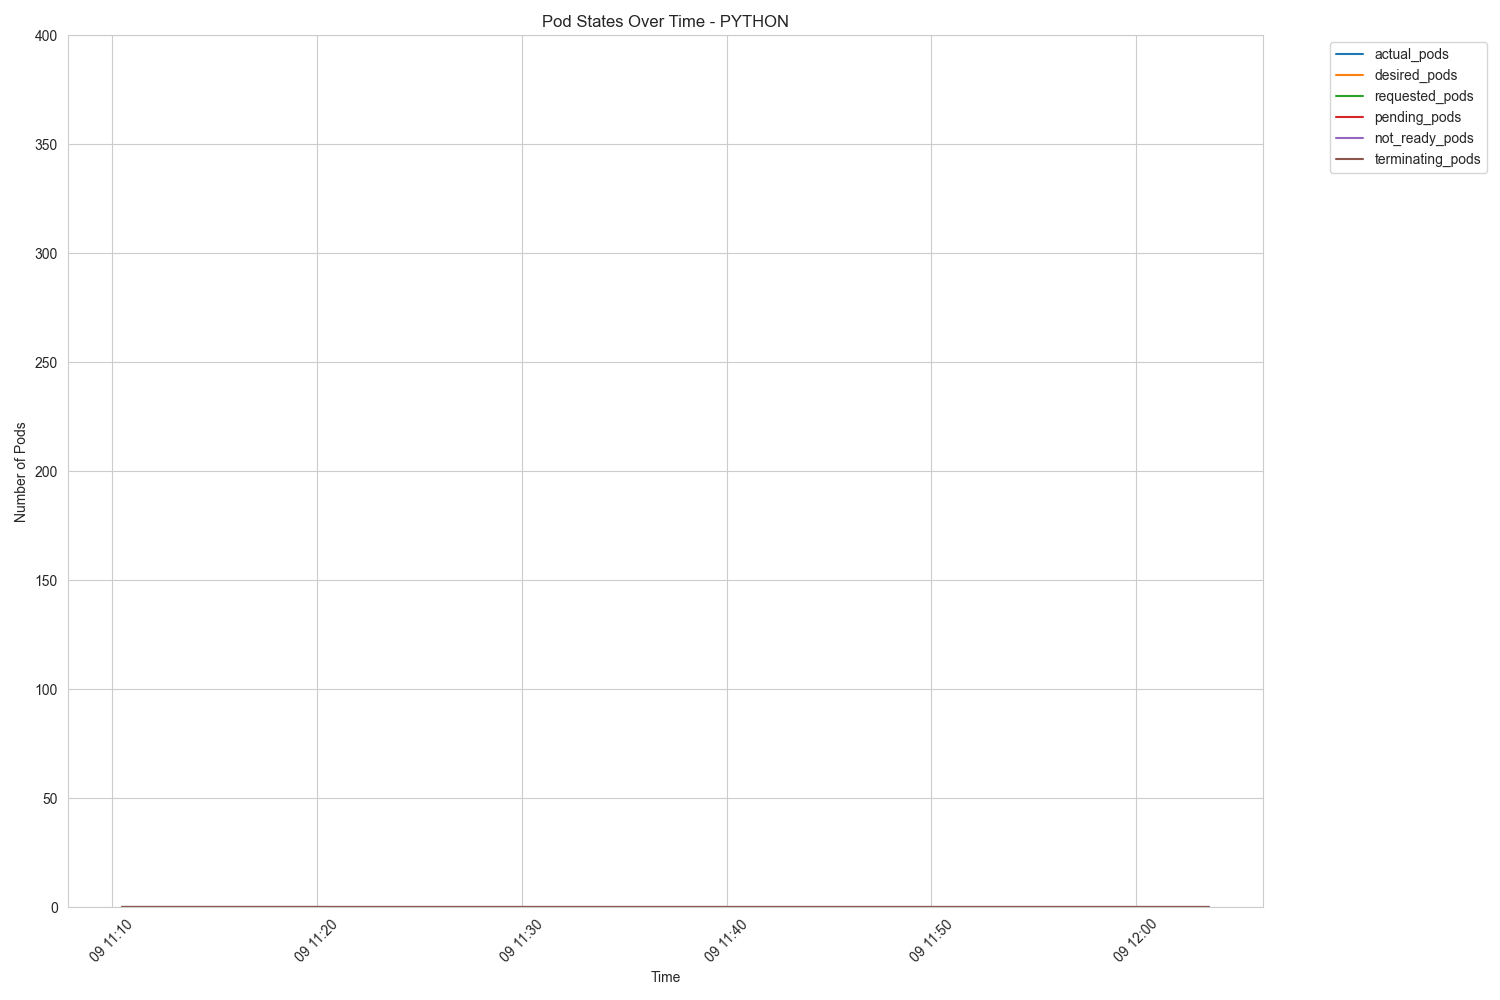 Pod States Over Time - PYTHON
400
350
300
250
200
150
100
50
0
Number of Pods
09 11:10
09 11:20
09 11:30
09 11:40
09 11:50
09 12:00
Time
actual_pods
desired_pods
requested_pods
pending_pods
not_ready_pods
terminating_pods